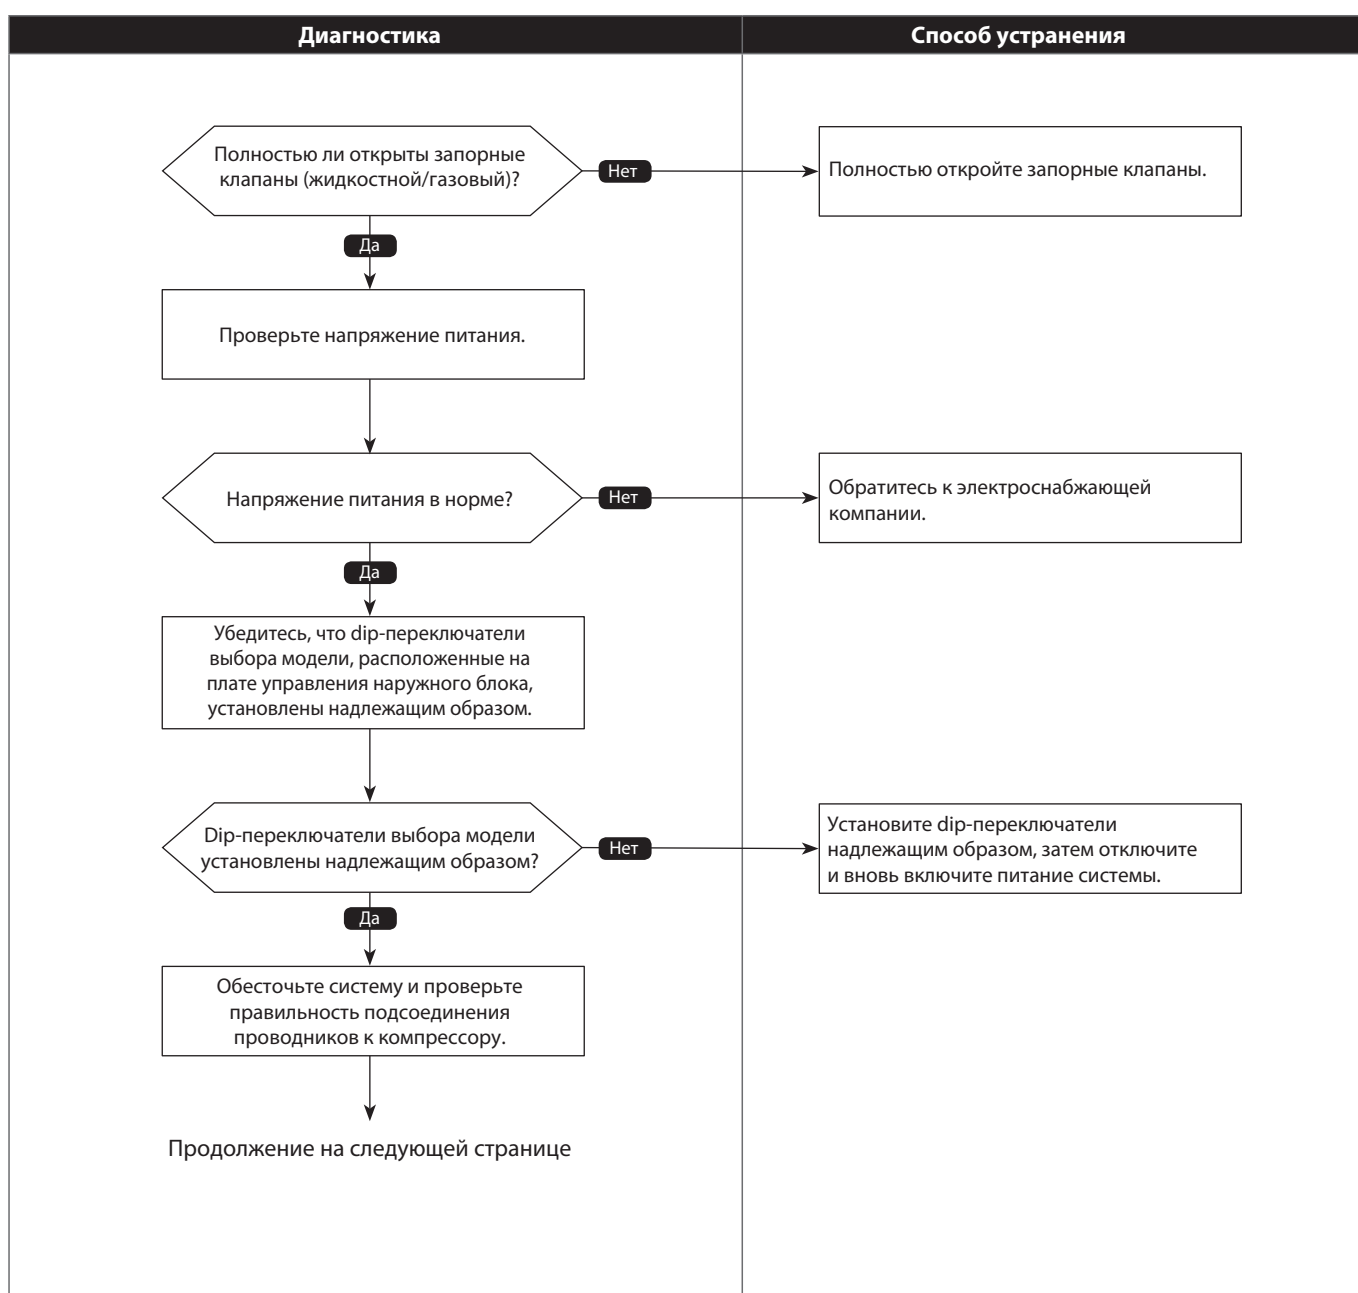 Диагностика
Способ устранения
Полностью ли открыты запорные
клапаны (жидкостной/газовый)?
Нет
Полностью откройте запорные клапаны.
Да
Проверьте напряжение питания.
Напряжение питания в норме?
Нет
Обратитесь к электроснабжающей
компании.
Да
Убедитесь, что dip-переключатели
выбора модели, расположенные на
плате управления наружного блока,
установлены надлежащим образом.
Dip-переключатели выбора модели
установлены надлежащим образом?
Нет
Установите dip-переключатели
надлежащим образом, затем отключите
и вновь включите питание системы.
Да
Обесточьте систему и проверьте
правильность подсоединения
проводников к компрессору.
Продолжение на следующей странице